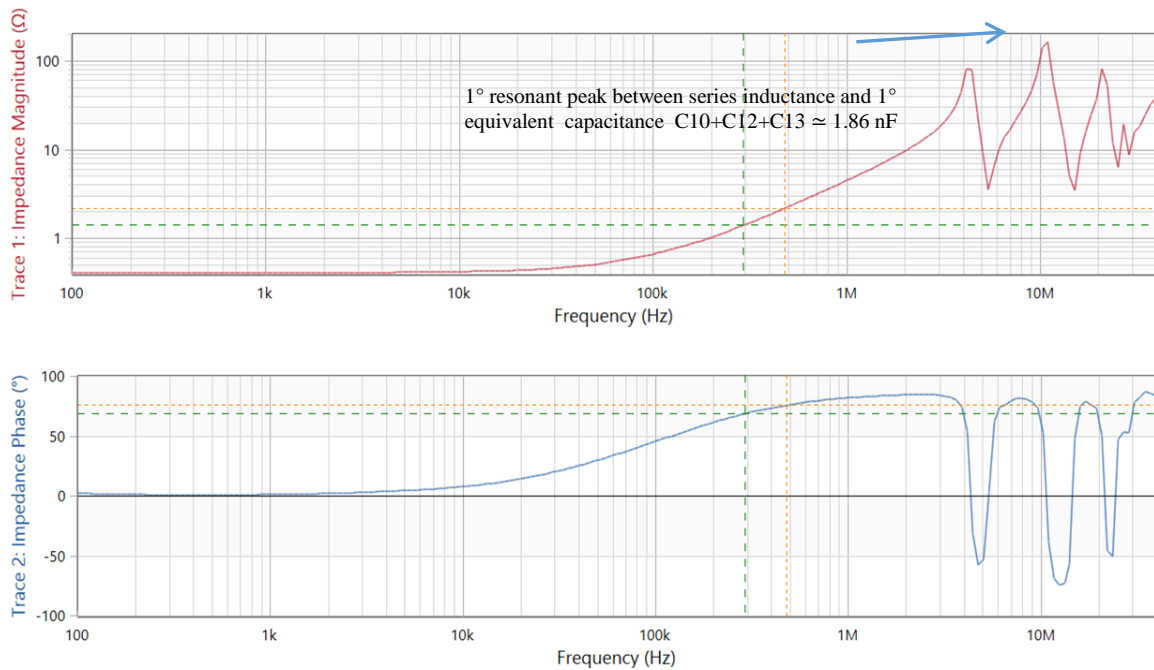 Trace 1: Impedance Magnitude (Ω)
100
10
1
1° resonant peak between series inductance and 1°
equivalent capacitance C10+C12+C13 ≃ 1.86 nF
100
1k
10k
100k
1M
10M
Frequency (Hz)
Trace 2: Impedance Phase (°)
100
50
0
-50
-100
100
1k
10k
100k
1M
10M
Frequency (Hz)